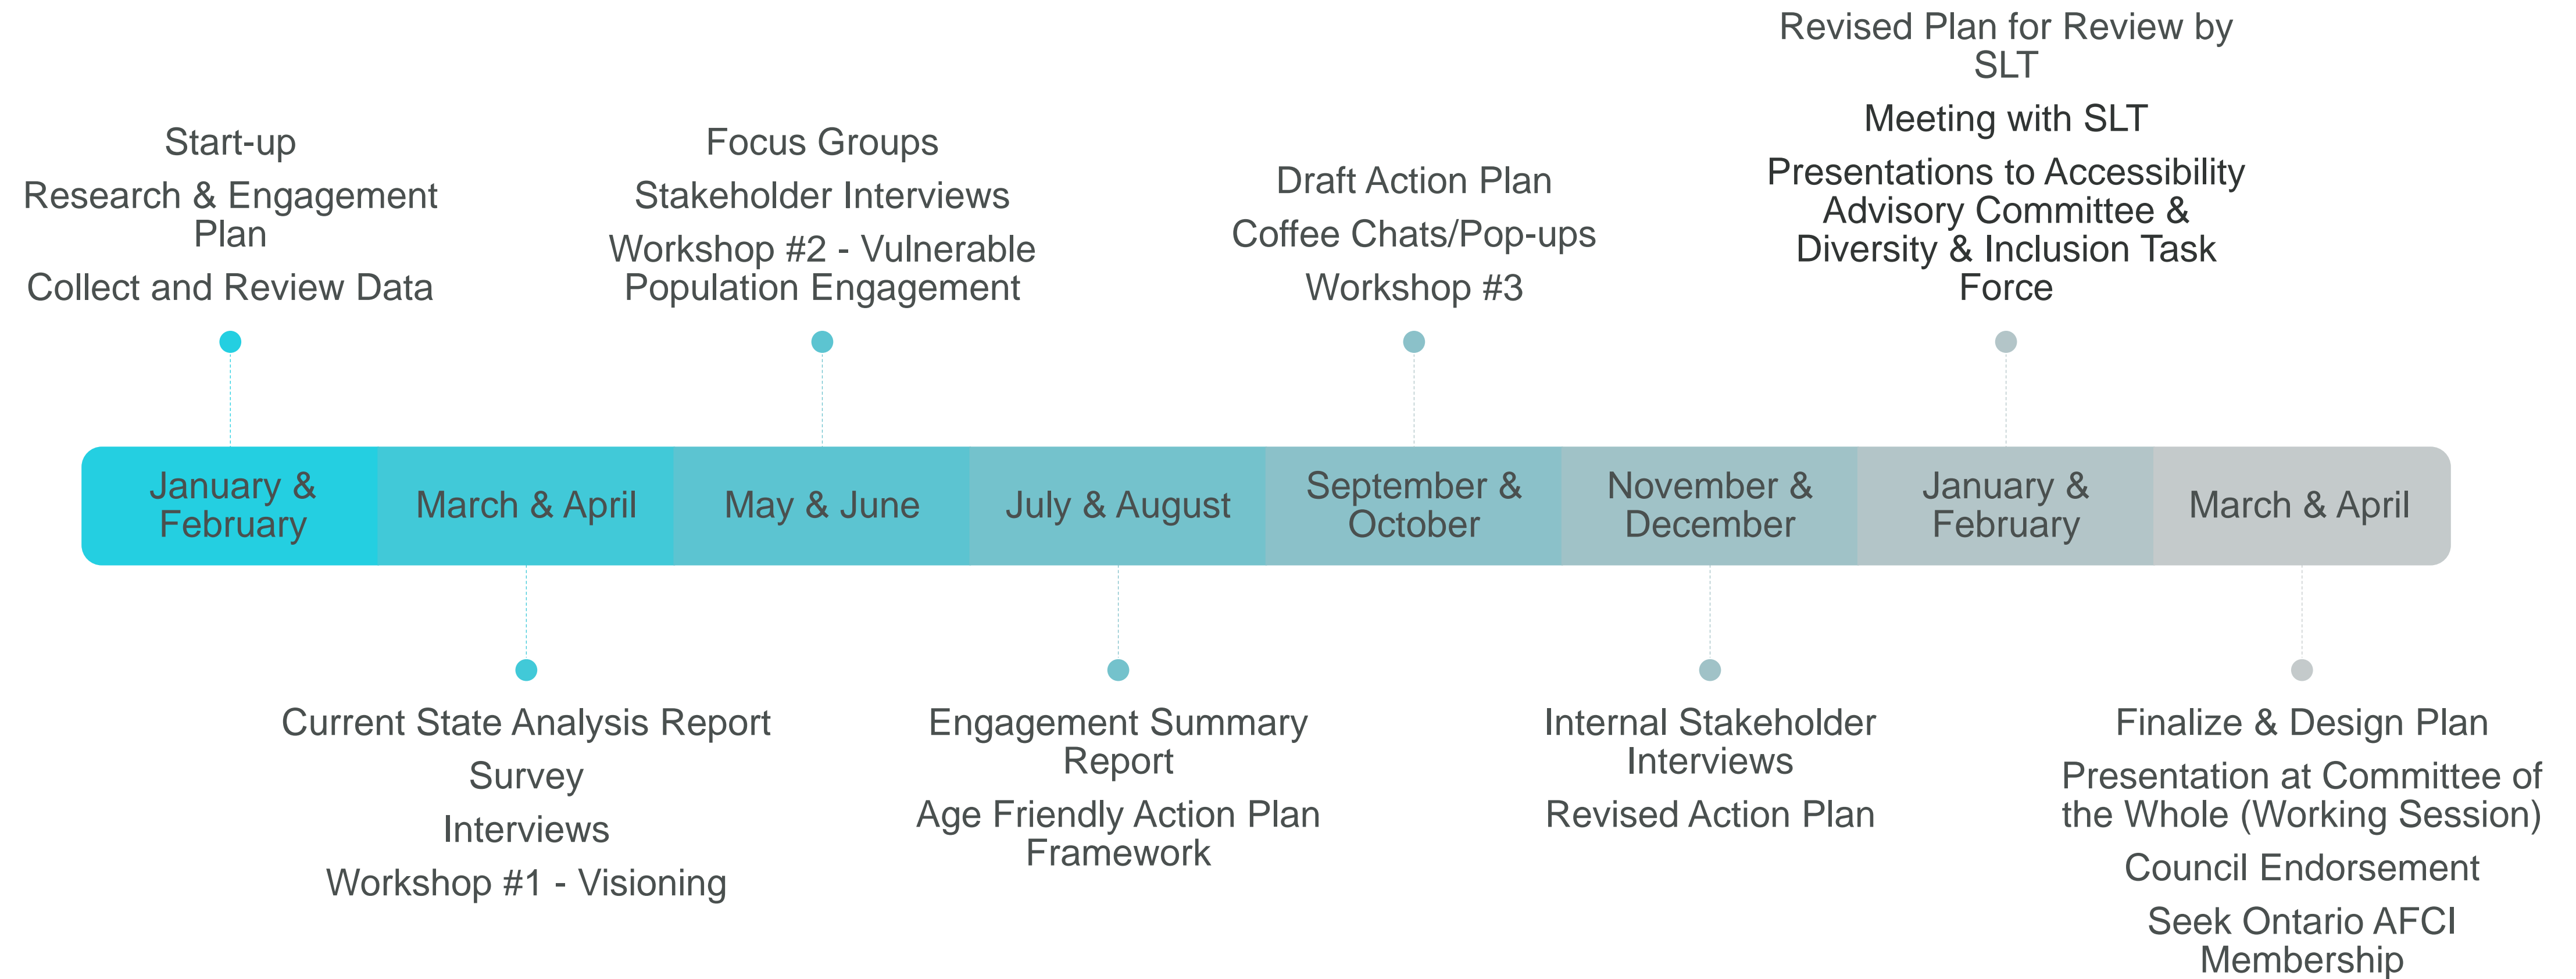 Revised Plan for Review by
SLT
Meeting with SLT
Presentations to Accessibility
Advisory Committee &
Diversity & Inclusion Task
Force
Start-up
Research & Engagement
Plan
Collect and Review Data
Focus Groups
Stakeholder Interviews
Workshop #2 - Vulnerable
Population Engagement
Draft Action Plan
Coffee Chats/Pop-ups
Workshop #3
January &
February
March & April
May & June
July & August
September &
October
November &
December
January &
February
March & April
Current State Analysis Report
Survey
Interviews
Workshop #1 - Visioning
Engagement Summary
Report
Age Friendly Action Plan
Framework
Internal Stakeholder
Interviews
Revised Action Plan
Finalize & Design Plan
Presentation at Committee of
the Whole (Working Session)
Council Endorsement
Seek Ontario AFCI
Membership